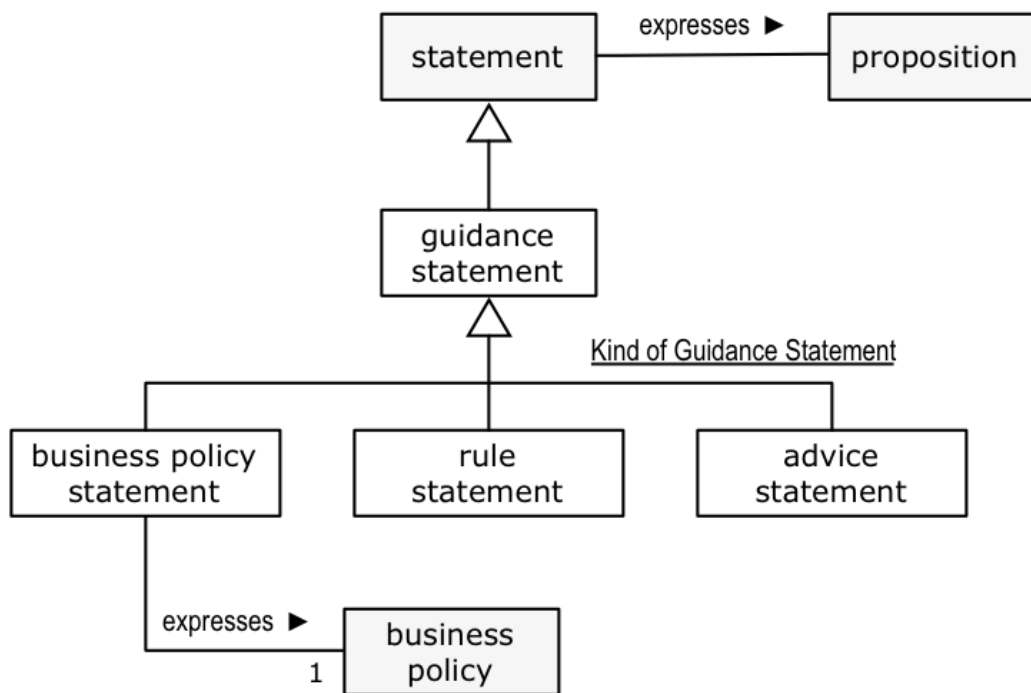 expresses ►
statement
proposition
guidance
statement
Kind of Guidance Statement
business policy
statement
rule
statement
advice
statement
expresses ►
business
policy
1